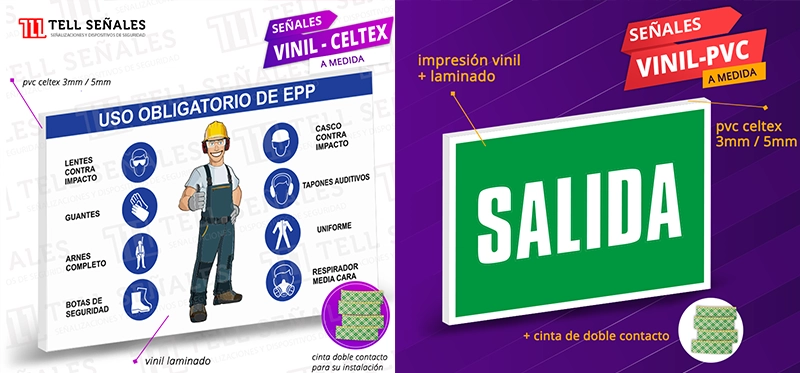 TELL SEÑALES
SEÑALIZACIONES Y DISPOSITIVOS DE SEGURIDAD
SEÑALES
VINIL - CELTEX
A MEDIDA
pvc celtex 3mm / 5mm
USO OBLIGATORIO DE EPP
LENTES
CONTRA
IMPACTO
GUANTES
ARNES
COMPLETO
BOTAS DE
SEGURIDAD
CASCO
CONTRA
IMPACTO
TAPONES AUDITIVOS
UNIFORME
RESPIRADOR
MEDIA CARA
vinil laminado
cinta doble contacto
para su instalación
SEÑALES
VINIL-PVC
A MEDIDA
impresión vinil
+ laminado
pvc celtex
3mm / 5mm
SALIDA
+ cinta de doble contacto